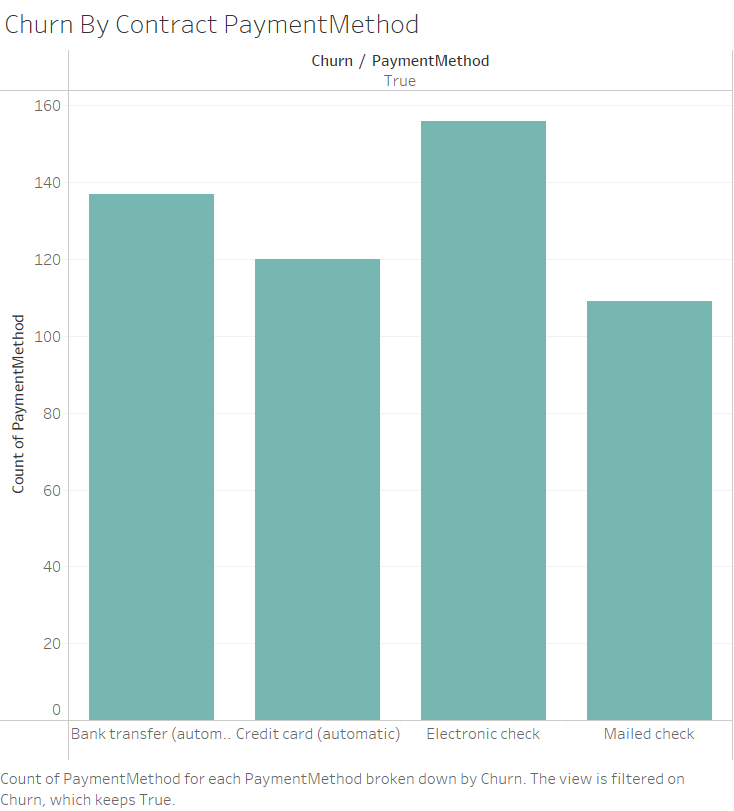 Churn By Contract PaymentMethod
Churn / PaymentMethod
True
160
140
120
100
80
60
40
20
0
Count of PaymentMethod
Bank transfer (autom.. Credit card (automatic) Electronic check Mailed check
Count of PaymentMethod for each PaymentMethod broken down by Churn. The view is filtered on
Churn, which keeps True.